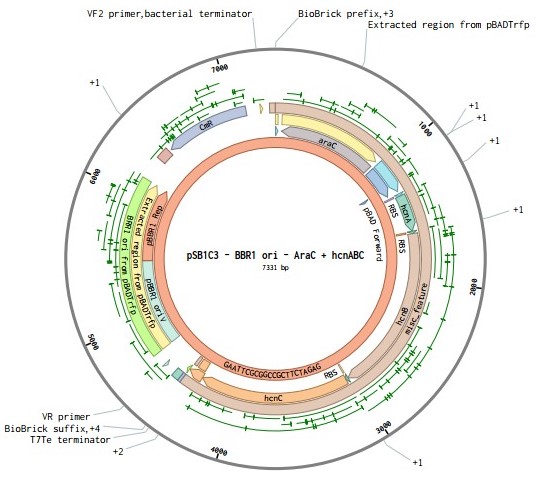 VF2 primer,bacterial terminator
BioBrick prefix,+3
Extracted region from pBADTrfp
7000
+1
+1
+1
1000
CmR
araC
+1
6000
RBS
hcnA
+1
pBAD Forward
RBS
Extracted region from pBADTrfp
BBR1 ori from pBADTrfp
pBBR1 Rep
pSB1C3 - BBR1 ori - AraC + hcnABC
7331 bp
2000
pBBR1 oriV
hcnB
misc_feature
5000
GAATTCGCGGCCGCTTCTAGAG
RBS
hcnC
VR primer
BioBrick suffix,+4
T7Te terminator
+2
4000
3000
+1